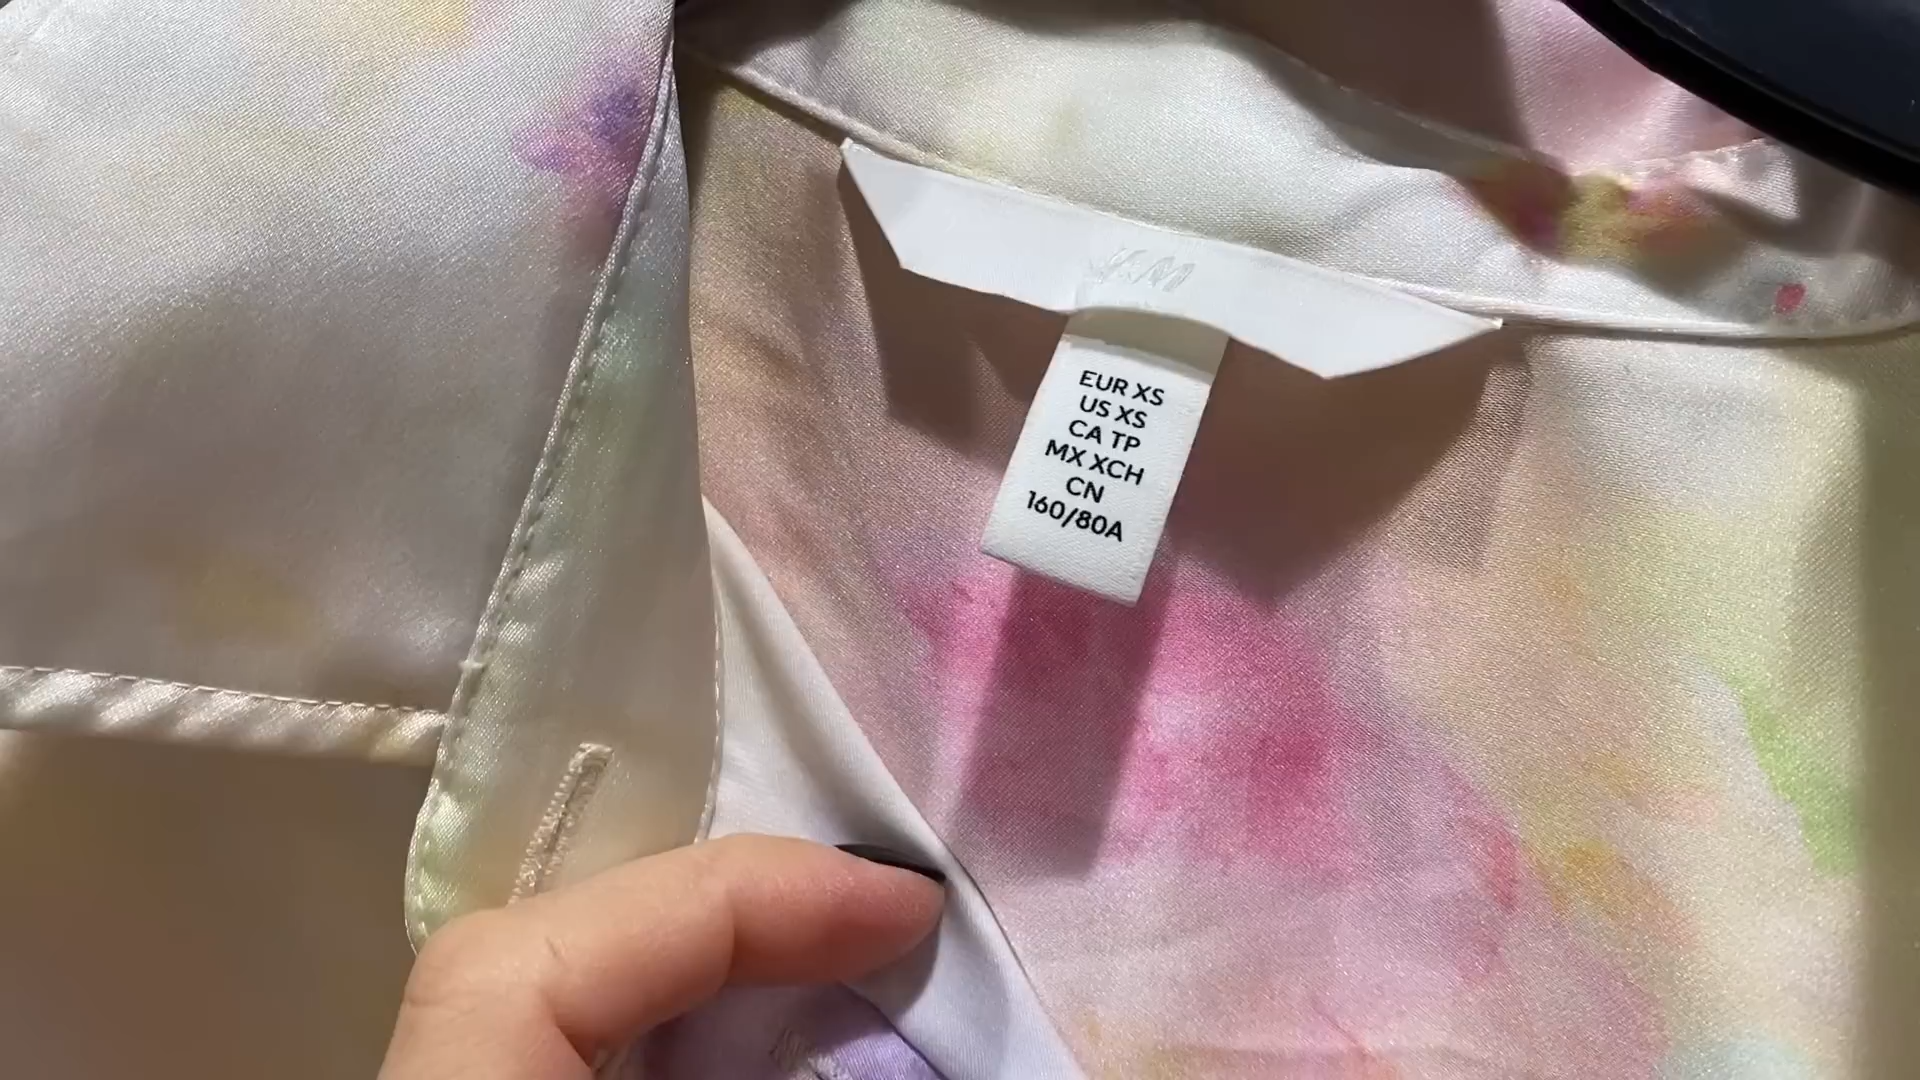 H&M
EUR XS
US XS
CA TP
MX XCH
CN
160/80A